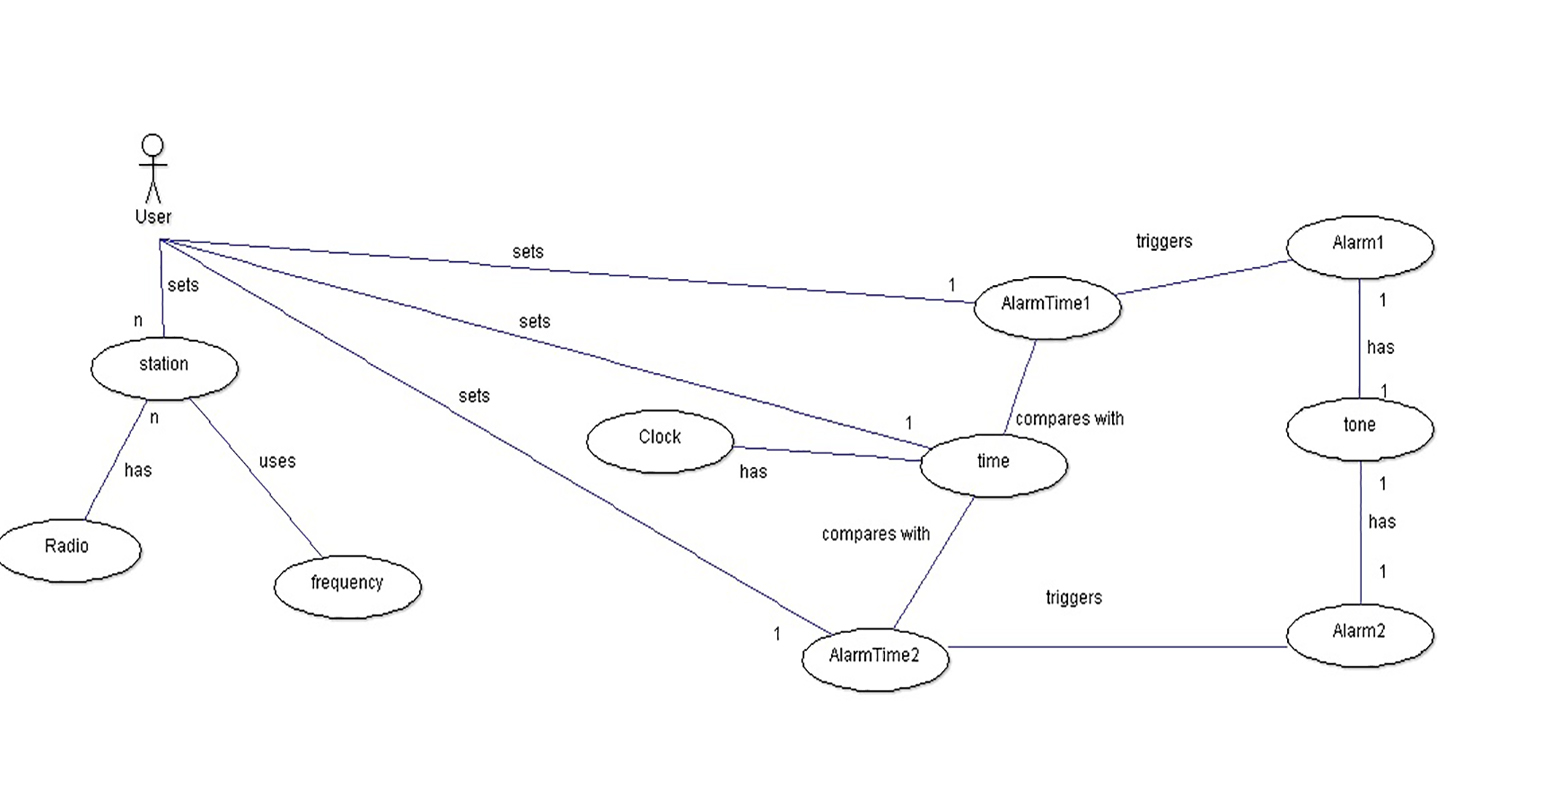 User
sets
triggers
Alarm1
sets
1
AlarmTime1
1
n
sets
has
station
sets
1
1
n
Clock
compares with
tone
has
uses
has
time
1
has
compares with
Radio
frequency
1
triggers
1
AlarmTime2
Alarm2